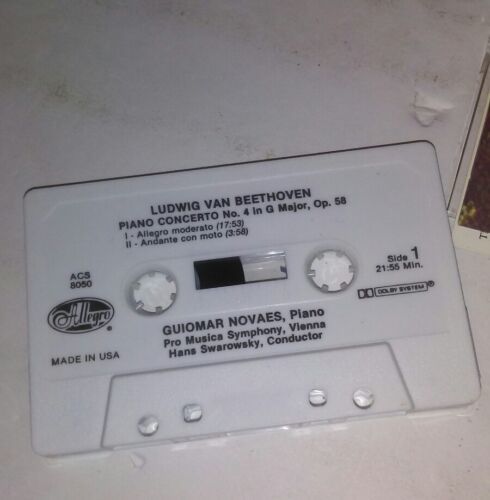 LUDWIG VAN BEETHOVEN
PIANO CONCERTO No. 4 in G Major, Op. 58
I - Allegro moderato (17:53)
II - Andante con moto (3:58)
ACS
8050
Side 1
21:55 Min.
DOLBY SYSTEM®
Allegro
MADE IN USA
GUIOMAR NOVAES, Piano
Pro Musica Symphony, Vienna
Hans Swarowsky, Conductor